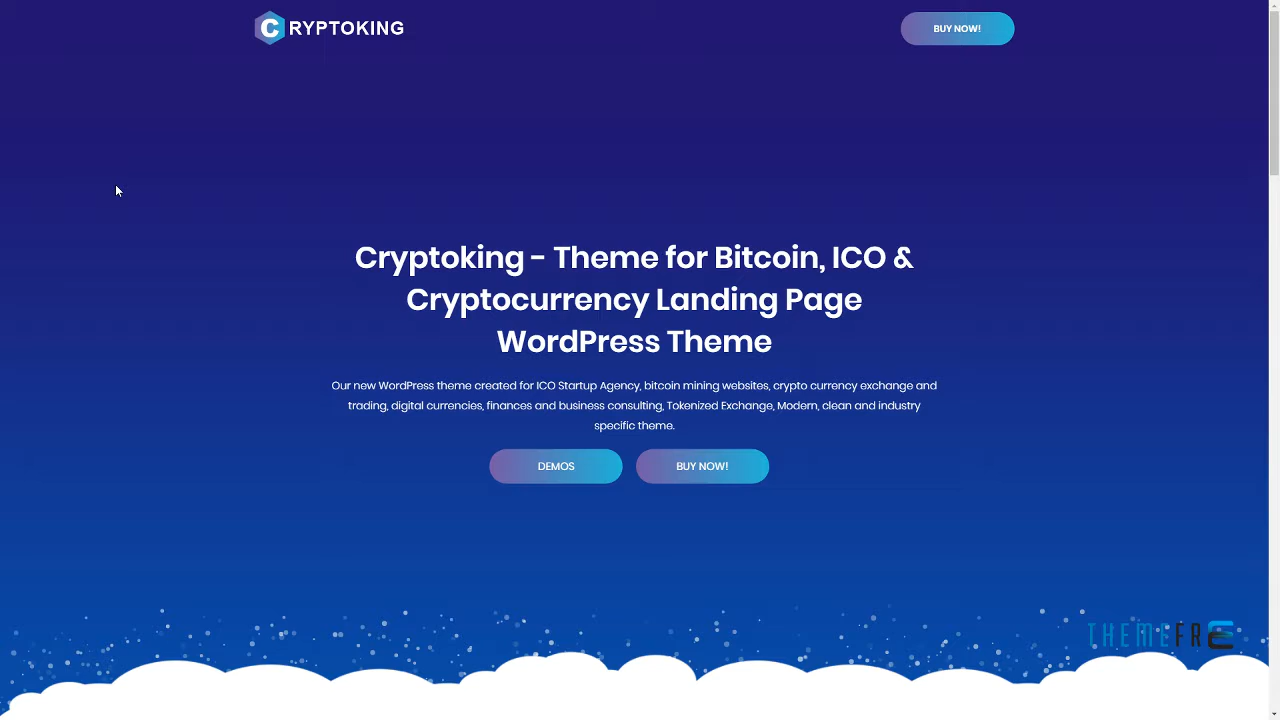 CRYPTOKING
BUY NOW!
Cryptoking - Theme for Bitcoin, ICO &
Cryptocurrency Landing Page
WordPress Theme
Our new WordPress theme created for ICO Startup Agency, bitcoin mining websites, crypto currency exchange and
trading, digital currencies, finances and business consulting, Tokenized Exchange, Modern, clean and industry
specific theme.
DEMOS
BUY NOW!
THEMEFRE